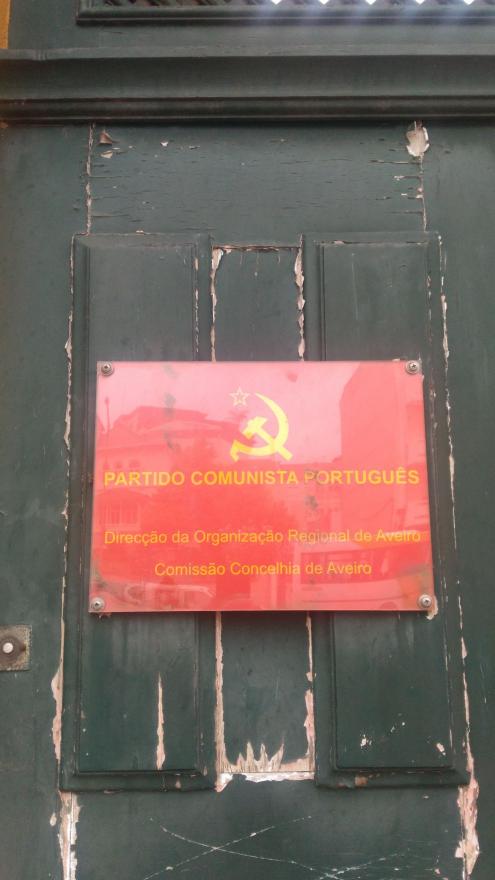 PARTIDO COMUNISTA PORTUGUÊS
Direcção da Organização Regional de Aveiro
Comissão Concelhia de Aveiro